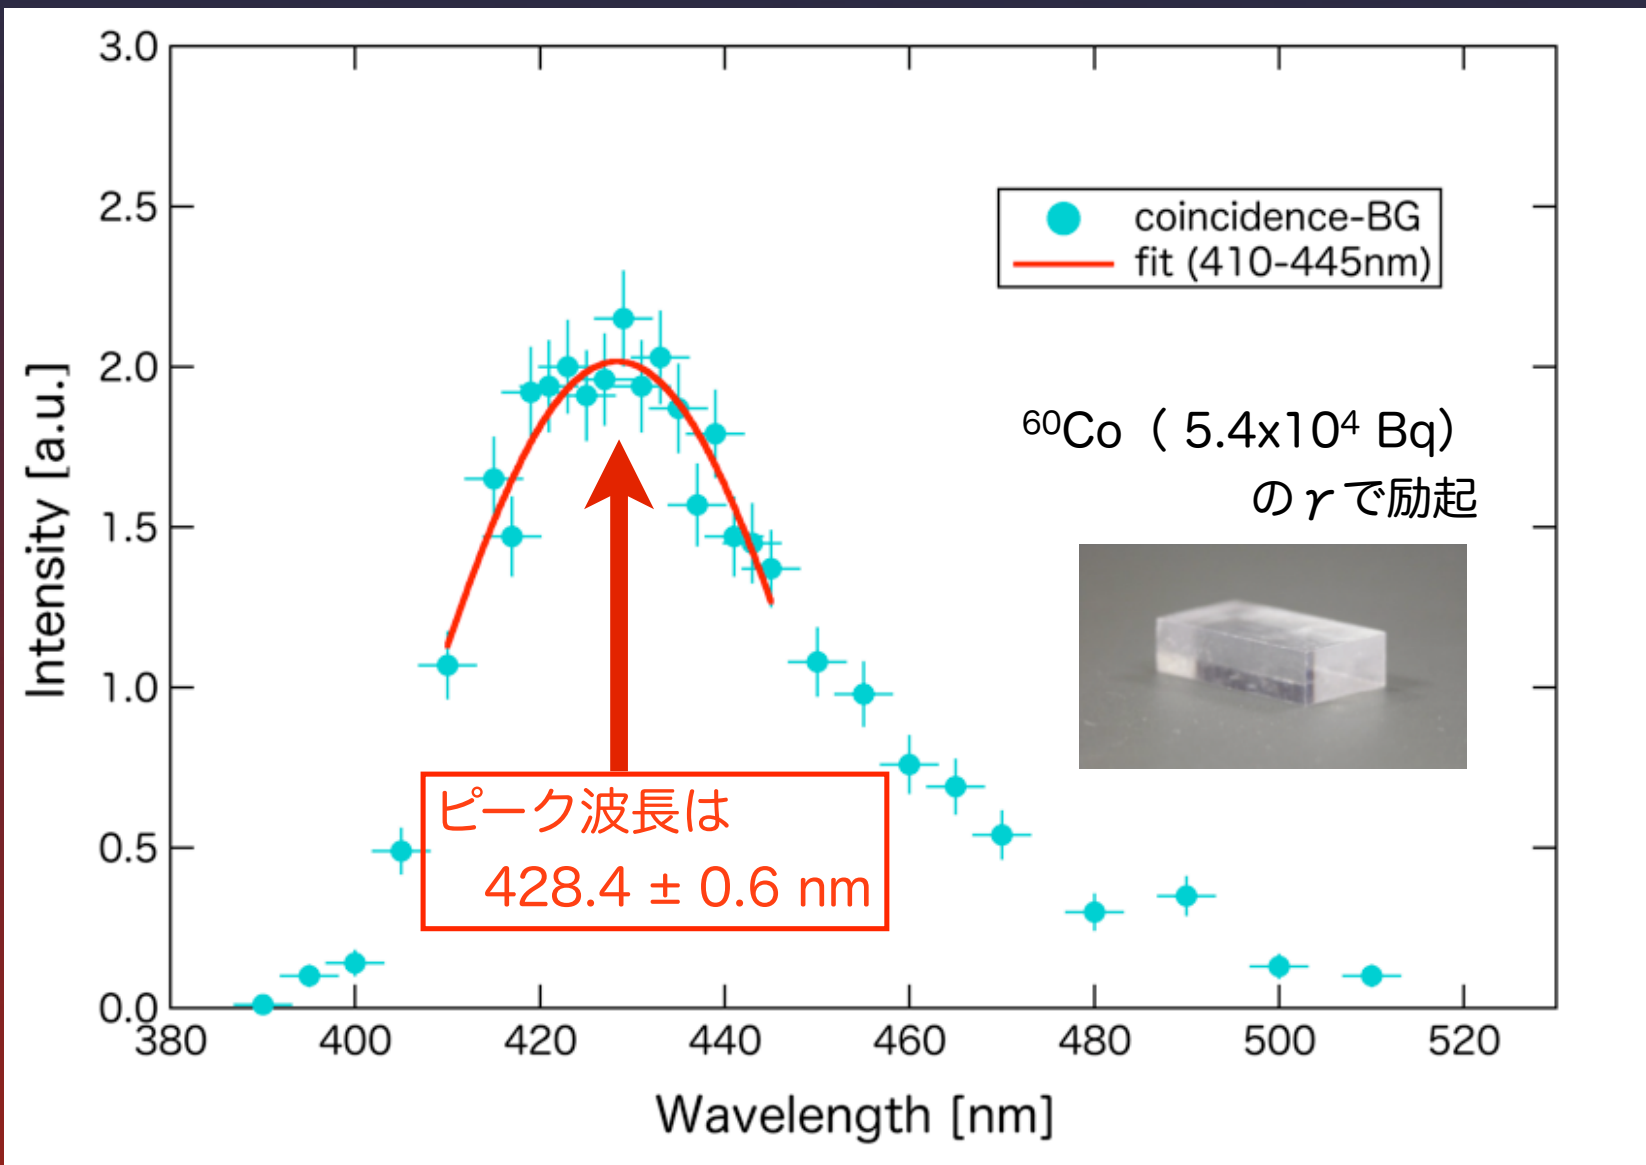 3.0
2.5
2.0
1.5
1.0
0.5
0.0
Intensity [a.u.]
coincidence-BG
fit (410-445nm)
⁶⁰Co（ 5.4x10⁴ Bq）
のγで励起
ピーク波長は
428.4 ± 0.6 nm
380 400 420 440 460 480 500 520
Wavelength [nm]